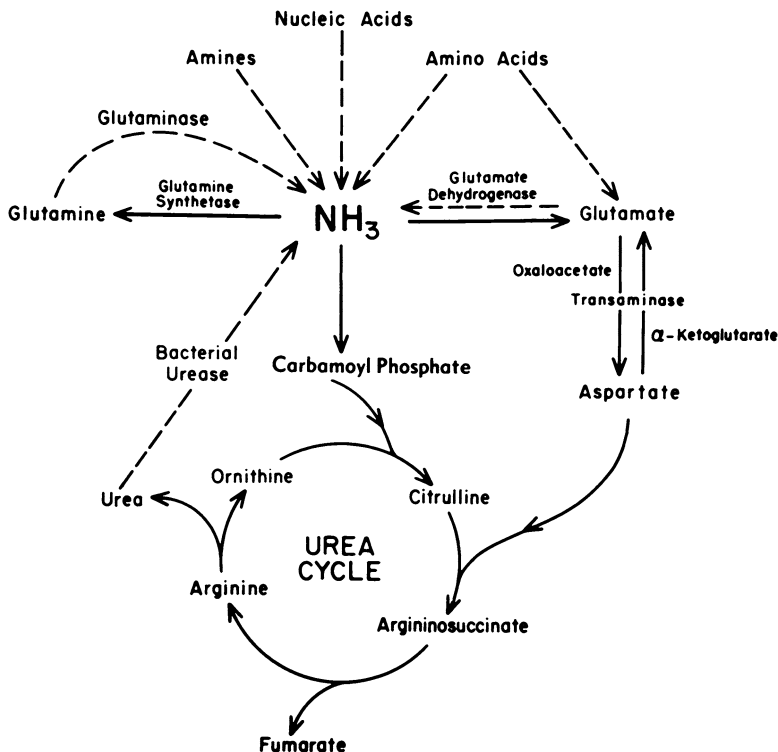 Nucleic Acids
Amines
Amino Acids
Glutaminase
Glutamine
Synthetase
Glutamate
Dehydrogenase
Glutamine
NH₃
Glutamate
Oxaloacetate
Transaminase
α-Ketoglutarate
Bacterial
Urease
Carbamoyl Phosphate
Aspartate
Ornithine
Urea
Citrulline
UREA
CYCLE
Arginine
Argininosuccinate
Fumarate